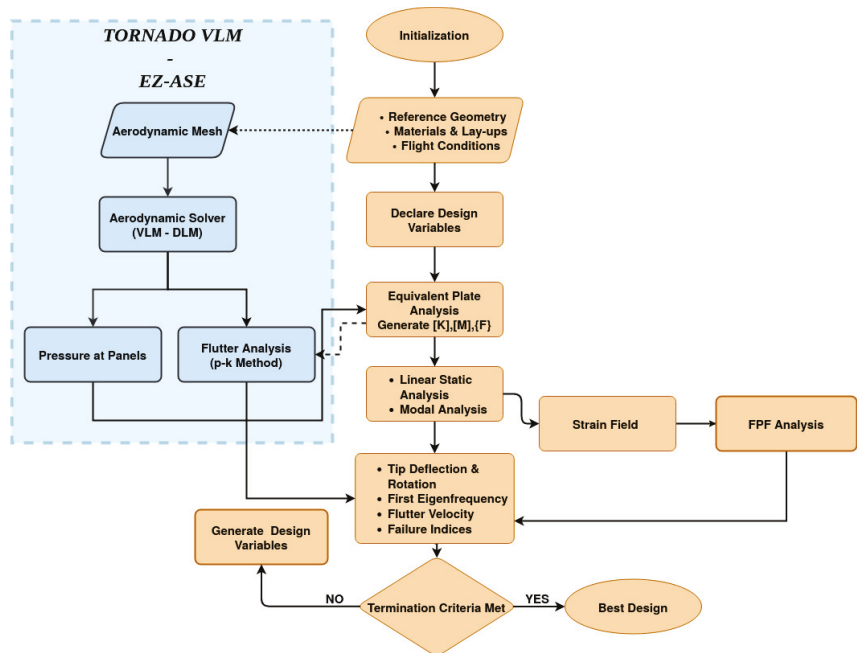 TORNADO VLM
-
EZ-ASE
Initialization
• Reference Geometry
• Materials & Lay-ups
• Flight Conditions
Aerodynamic Mesh
Aerodynamic Solver
(VLM - DLM)
Declare Design
Variables
Equivalent Plate
Analysis
Generate [K],[M],{F}
Pressure at Panels
Flutter Analysis
(p-k Method)
• Linear Static
Analysis
• Modal Analysis
Strain Field
FPF Analysis
• Tip Deflection &
Rotation
• First Eigenfrequency
• Flutter Velocity
• Failure Indices
Generate Design
Variables
NO
Termination Criteria Met
YES
Best Design